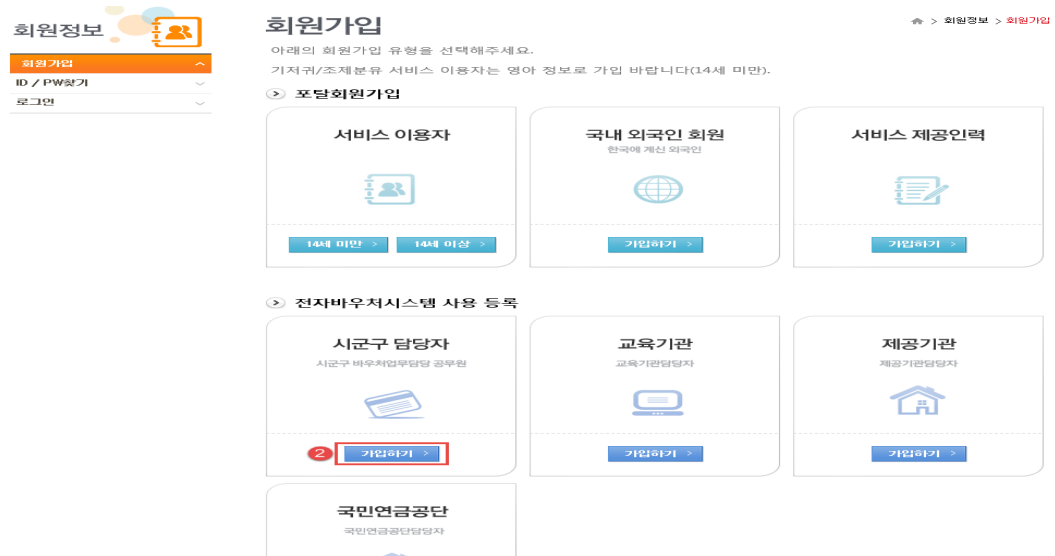 회원정보
회원가입
ID / PW찾기
로그인
회원가입
> 회원정보 > 회원가입
아래의 회원가입 유형을 선택해주세요.
기저귀/조제분유 서비스 이용자는 영아 정보로 가입 바랍니다(14세 미만).
포탈회원가입
서비스 이용자
14세 미만 >
14세 이상 >
국내 외국인 회원
한국에 계신 외국인
가입하기 >
서비스 제공인력
가입하기 >
전자바우처시스템 사용 등록
시군구 담당자
시군구 바우처업무담당 공무원
2 가입하기 >
교육기관
교육기관담당자
가입하기 >
제공기관
제공기관담당자
가입하기 >
국민연금공단
국민연금공단담당자